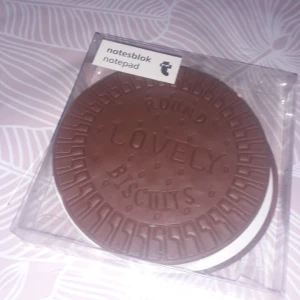 notesblok
notepad
ROUND
LOVELY
BISCUITS